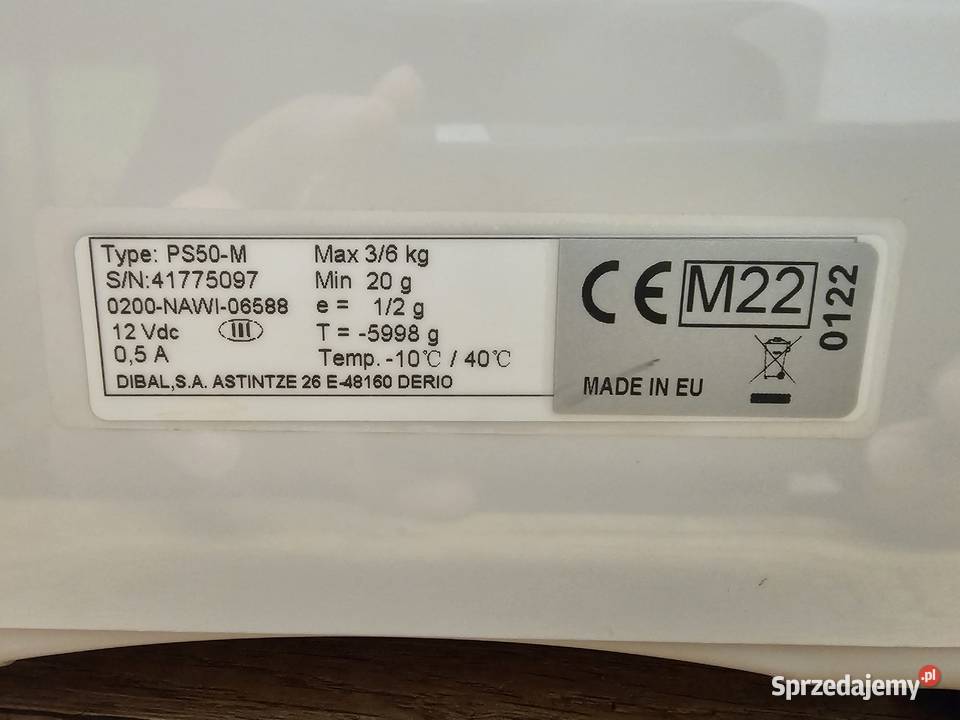 Type: PS50-M
S/N:41775097
0200-NAWI-06588
12 Vdc III
0,5 A
Max 3/6 kg
Min 20 g
e = 1/2 g
T = -5998 g
Temp. -10℃ / 40℃
DIBAL,S.A. ASTINTZE 26 E-48160 DERIO
CE M22 0122
MADE IN EU
Sprzedajemy.pl